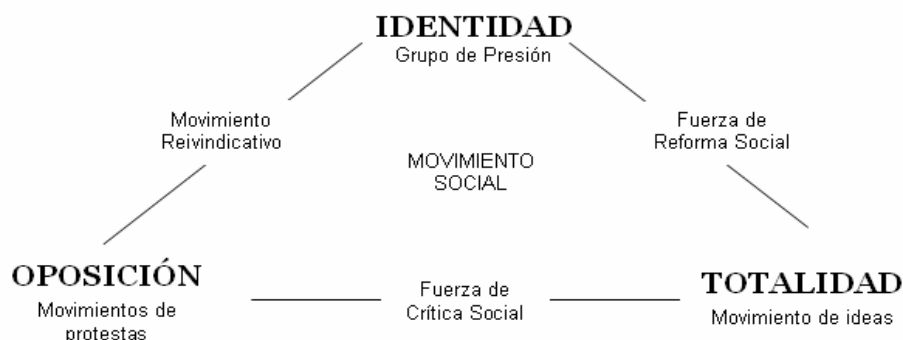 IDENTIDAD
Grupo de Presión
Movimiento
Reivindicativo
Fuerza de
Reforma Social
MOVIMIENTO
SOCIAL
OPOSICIÓN
Movimientos de
protestas
Fuerza de
Crítica Social
TOTALIDAD
Movimiento de ideas